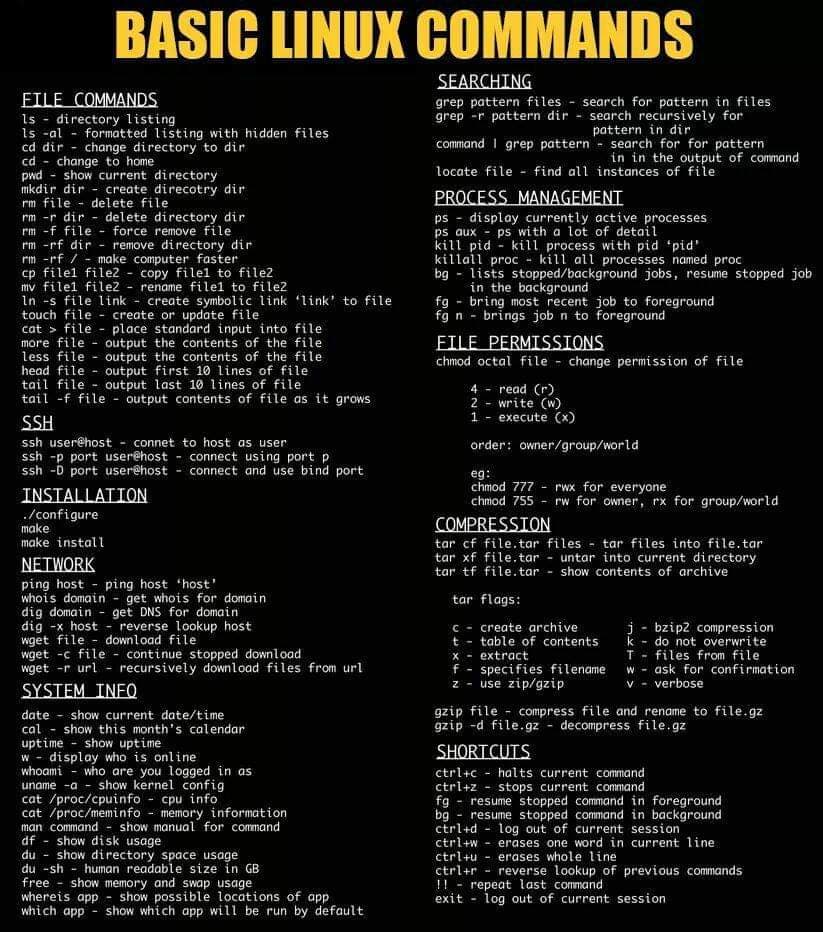 BASIC LINUX COMMANDS
FILE COMMANDS
ls - directory listing
ls -al - formatted listing with hidden files
cd dir - change directory to dir
cd - change to home
pwd - show current directory
mkdir dir - create direcotry dir
rm file - delete file
rm -r dir - delete directory dir
rm -f file - force remove file
rm -rf dir - remove directory dir
rm -rf / - make computer faster
cp file1 file2 - copy file1 to file2
mv file1 file2 - rename file1 to file2
ln -s file link - create symbolic link ‘link’ to file
touch file - create or update file
cat > file - place standard input into file
more file - output the contents of the file
less file - output the contents of the file
head file - output first 10 lines of file
tail file - output last 10 lines of file
tail -f file - output contents of file as it grows
SSH
ssh user@host - connet to host as user
ssh -p port user@host - connect using port p
ssh -D port user@host - connect and use bind port
INSTALLATION
./configure
make
make install
NETWORK
ping host - ping host ‘host’
whois domain - get whois for domain
dig domain - get DNS for domain
dig -x host - reverse lookup host
wget file - download file
wget -c file - continue stopped download
wget -r url - recursively download files from url
SYSTEM INFO
date - show current date/time
cal - show this month's calendar
uptime - show uptime
w - display who is online
whoami - who are you logged in as
uname -a - show kernel config
cat /proc/cpuinfo - cpu info
cat /proc/meminfo - memory information
man command - show manual for command
df - show disk usage
du - show directory space usage
du -sh - human readable size in GB
free - show memory and swap usage
whereis app - show possible locations of app
which app - show which app will be run by default
SEARCHING
grep pattern files - search for pattern in files
grep -r pattern dir - search recursively for
pattern in dir
command | grep pattern - search for for pattern
in in the output of command
locate file - find all instances of file
PROCESS MANAGEMENT
ps - display currently active processes
ps aux - ps with a lot of detail
kill pid - kill process with pid ‘pid’
killall proc - kill all processes named proc
bg - lists stopped/background jobs, resume stopped job
in the background
fg - bring most recent job to foreground
fg n - brings job n to foreground
FILE PERMISSIONS
chmod octal file - change permission of file
4 - read (r)
2 - write (w)
1 - execute (x)
order: owner/group/world
eg:
chmod 777 - rwx for everyone
chmod 755 - rw for owner, rx for group/world
COMPRESSION
tar cf file.tar files - tar files into file.tar
tar xf file.tar - untar into current directory
tar tf file.tar - show contents of archive
tar flags:
c - create archive j - bzip2 compression
t - table of contents k - do not overwrite
x - extract T - files from file
f - specifies filename w - ask for confirmation
z - use zip/gzip v - verbose
gzip file - compress file and rename to file.gz
gzip -d file.gz - decompress file.gz
SHORTCUTS
ctrl+c - halts current command
ctrl+z - stops current command
fg - resume stopped command in foreground
bg - resume stopped command in background
ctrl+d - log out of current session
ctrl+w - erases one word in current line
ctrl+u - erases whole line
ctrl+r - reverse lookup of previous commands
!! - repeat last command
exit - log out of current session